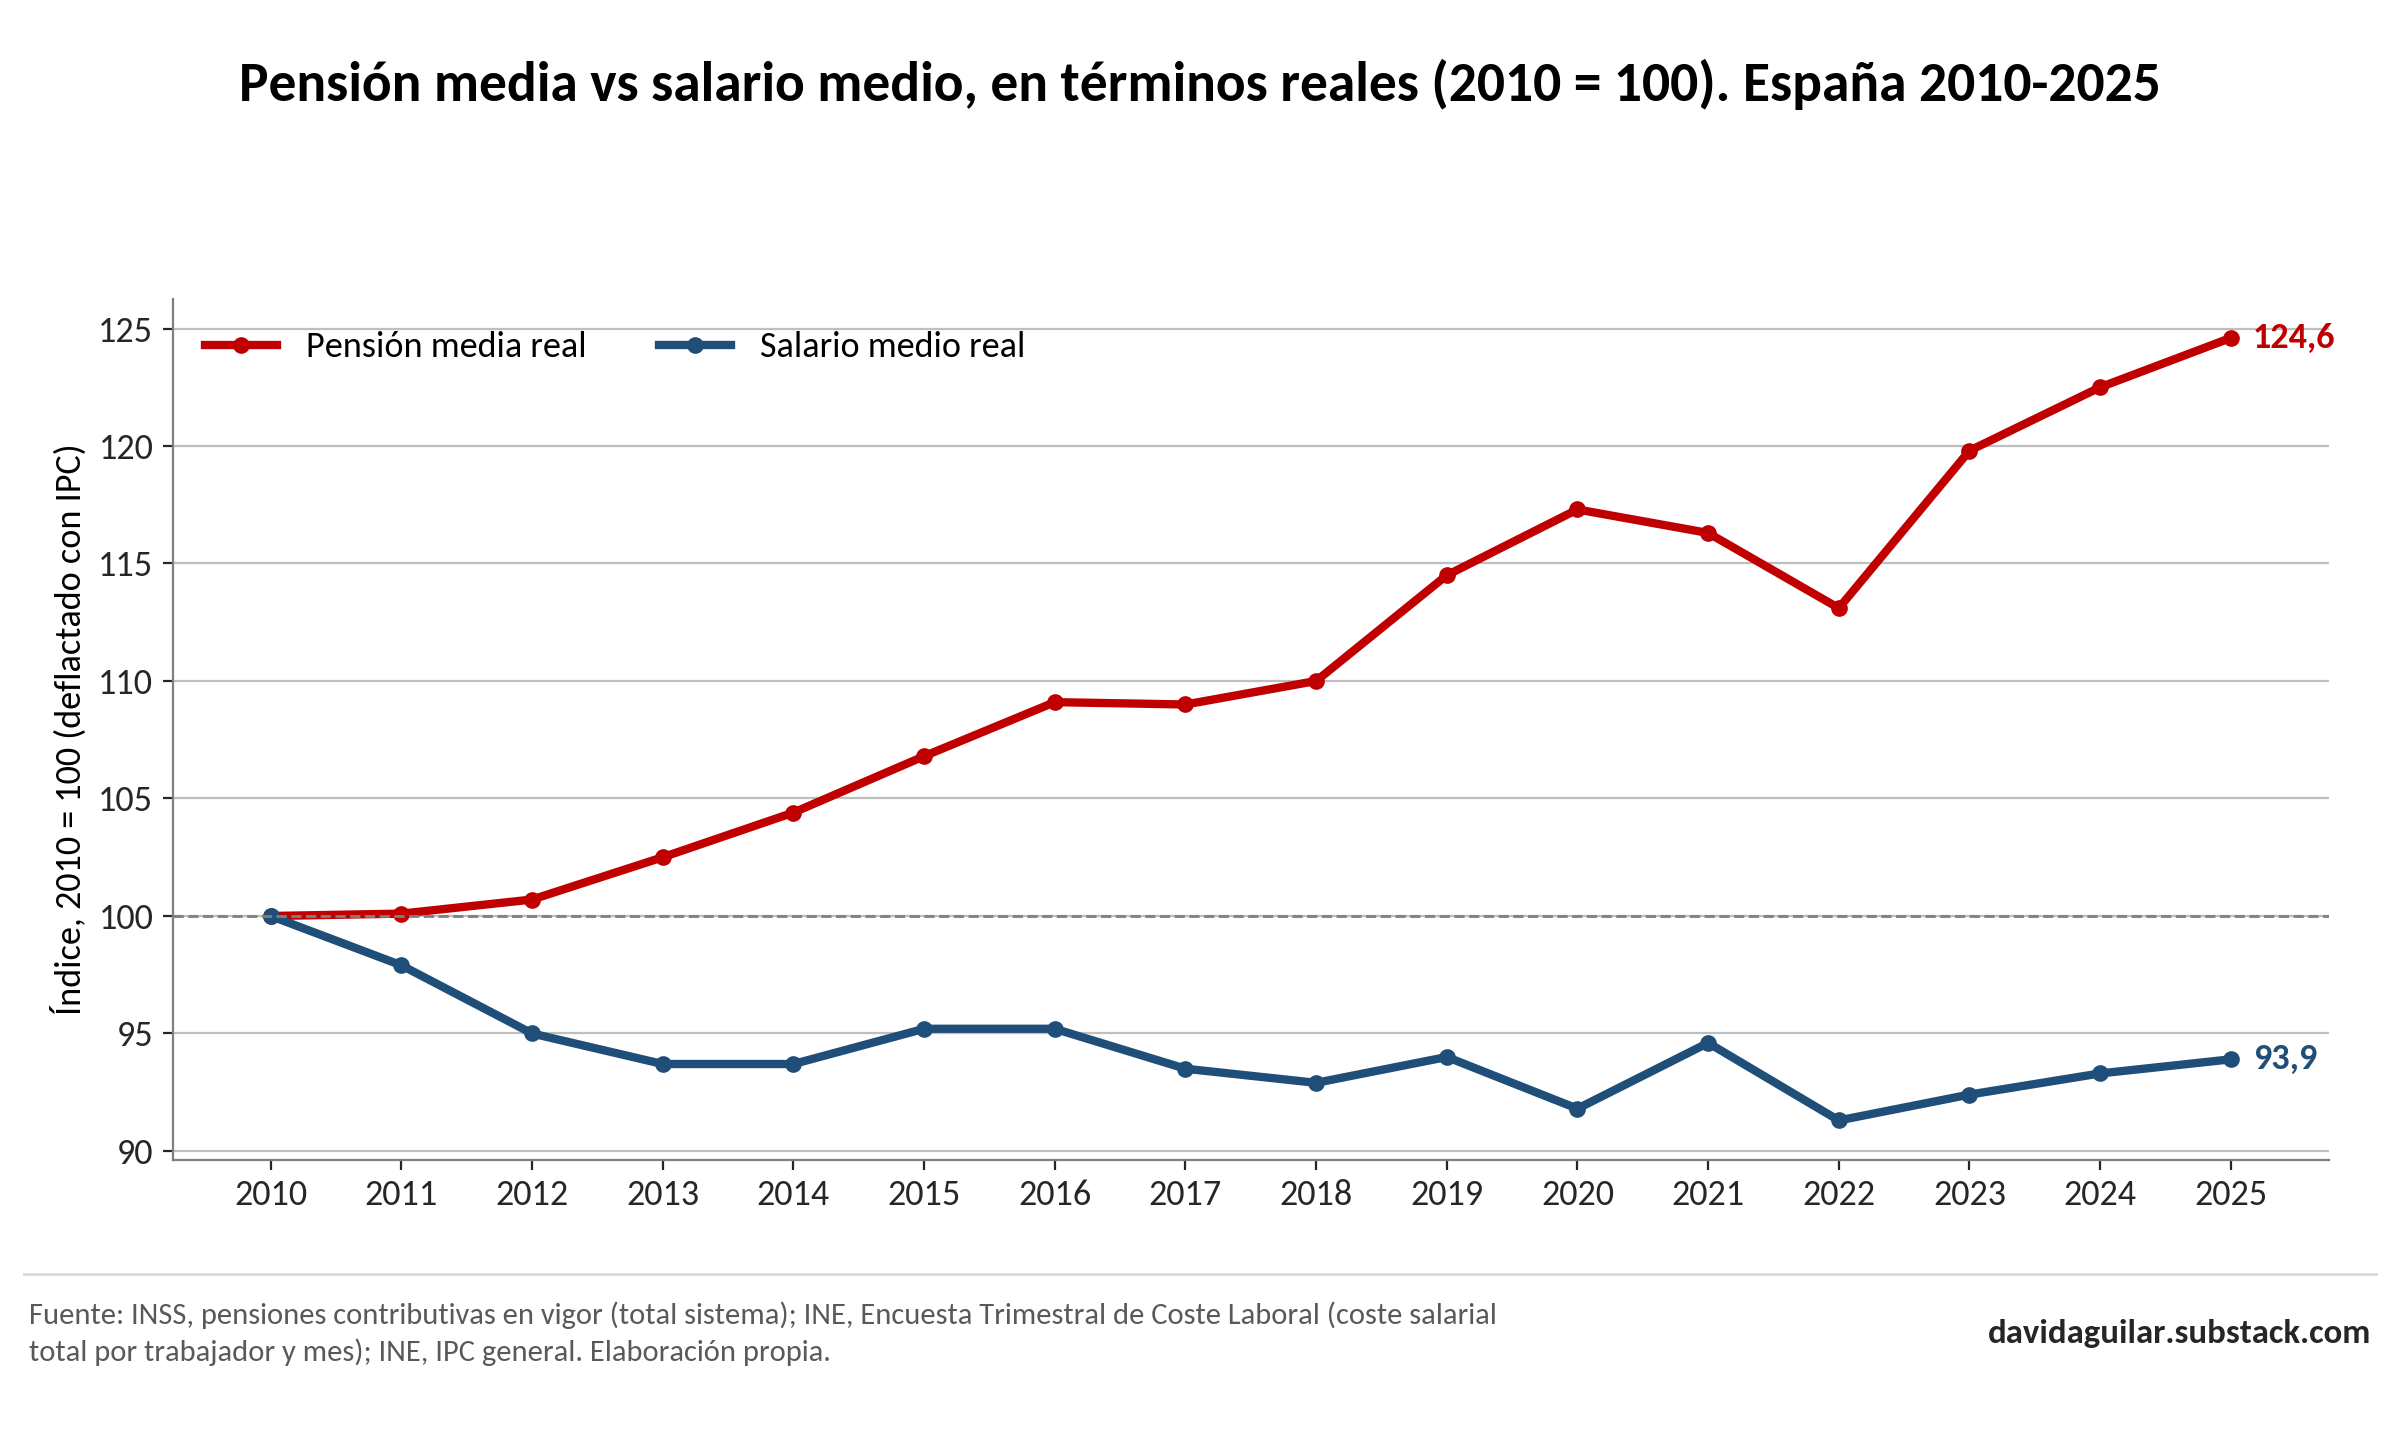 Pensión media vs salario medio, en términos reales (2010 = 100). España 2010-2025
Pensión media real
Salario medio real
Índice, 2010 = 100 (deflactado con IPC)
125
120
115
110
105
100
95
90
124,6
93,9
2010 2011 2012 2013 2014 2015 2016 2017 2018 2019 2020 2021 2022 2023 2024 2025
Fuente: INSS, pensiones contributivas en vigor (total sistema); INE, Encuesta Trimestral de Coste Laboral (coste salarial
total por trabajador y mes); INE, IPC general. Elaboración propia.
davidaguilar.substack.com